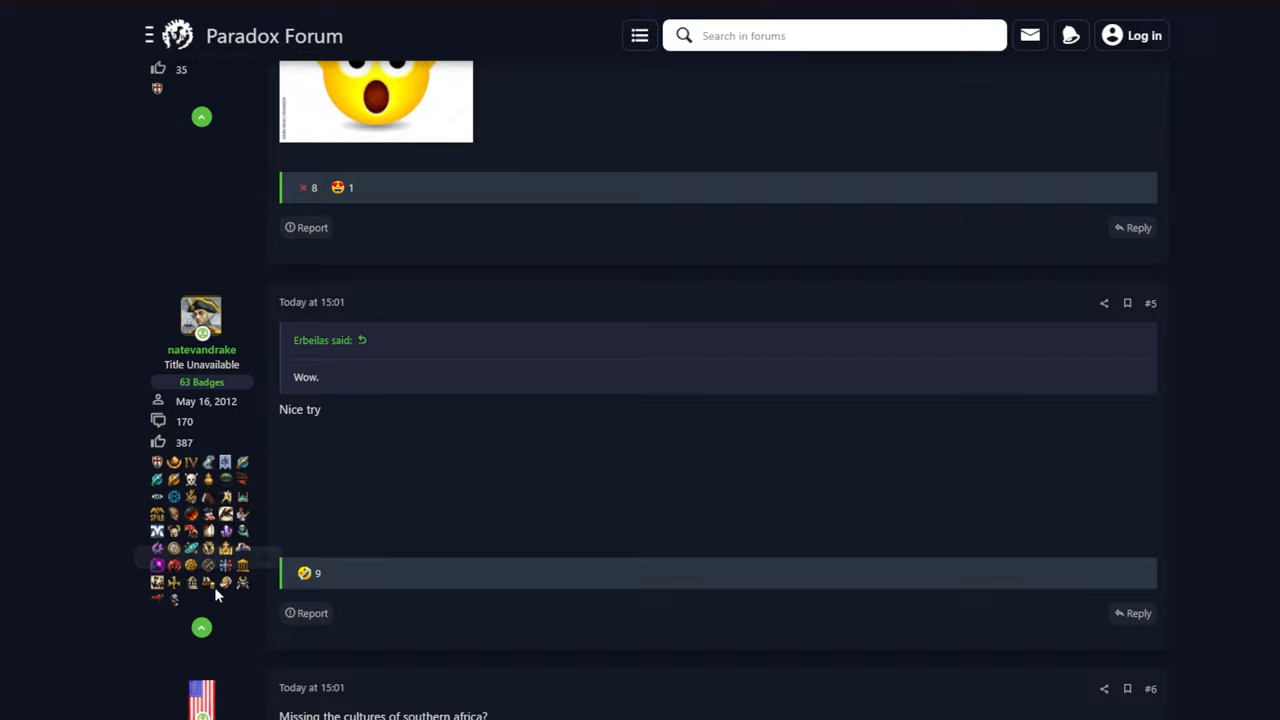 Paradox Forum
Search in forums
Log in
35
8
1
Report
Reply
Today at 15:01
#5
natevandrake
Title Unavailable
63 Badges
May 16, 2012
170
387
Erbeilas said:
Wow.
Nice try
9
Report
Reply
Today at 15:01
#6
Missing the cultures of southern africa?